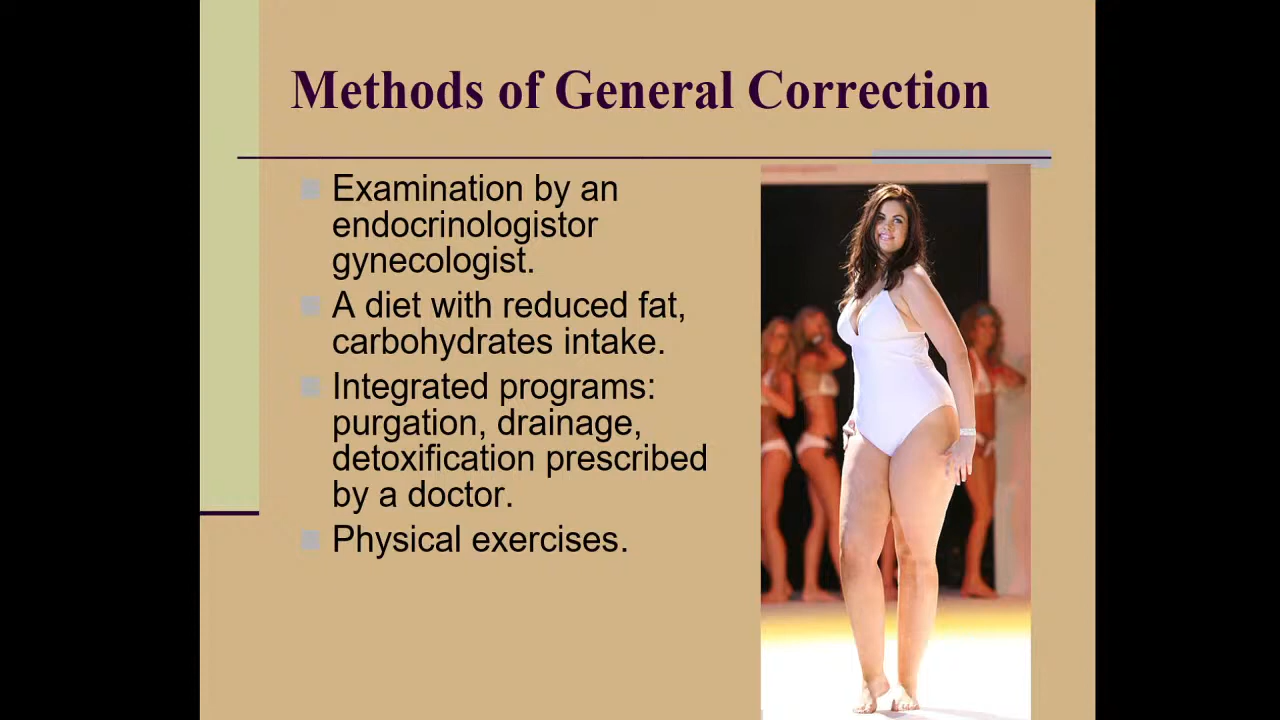 Methods of General Correction
Examination by an
endocrinologistor
gynecologist.
A diet with reduced fat,
carbohydrates intake.
Integrated programs:
purgation, drainage,
detoxification prescribed
by a doctor.
Physical exercises.